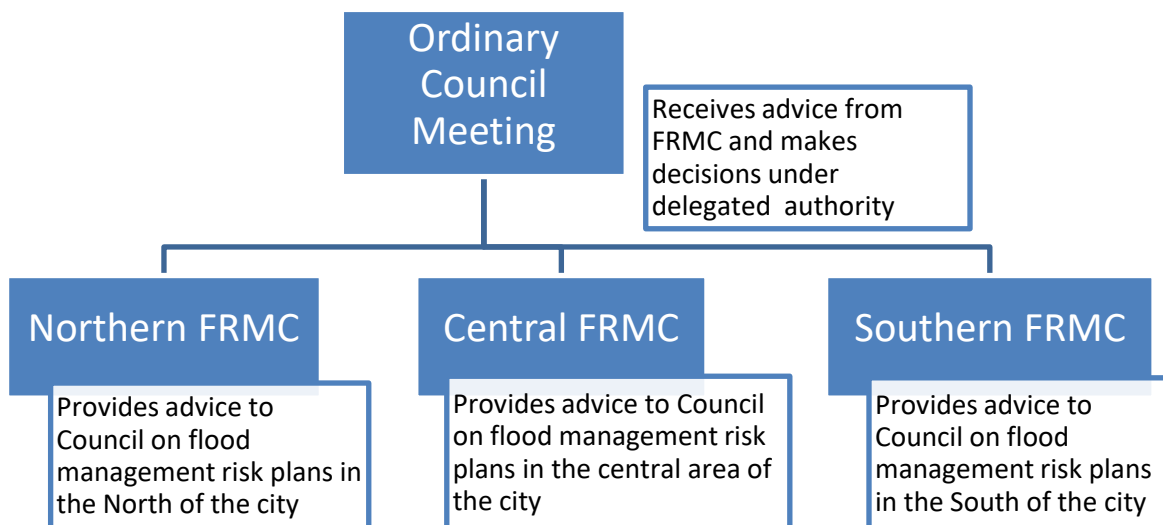 Ordinary
Council
Meeting
Receives advice from
FRMC and makes
decisions under
delegated authority
Northern FRMC
Provides advice to
Council on flood
management risk plans in
the North of the city
Central FRMC
Provides advice to Council
on flood management risk
plans in the central area of
the city
Southern FRMC
Provides advice to
Council on flood
management risk plans
in the South of the city